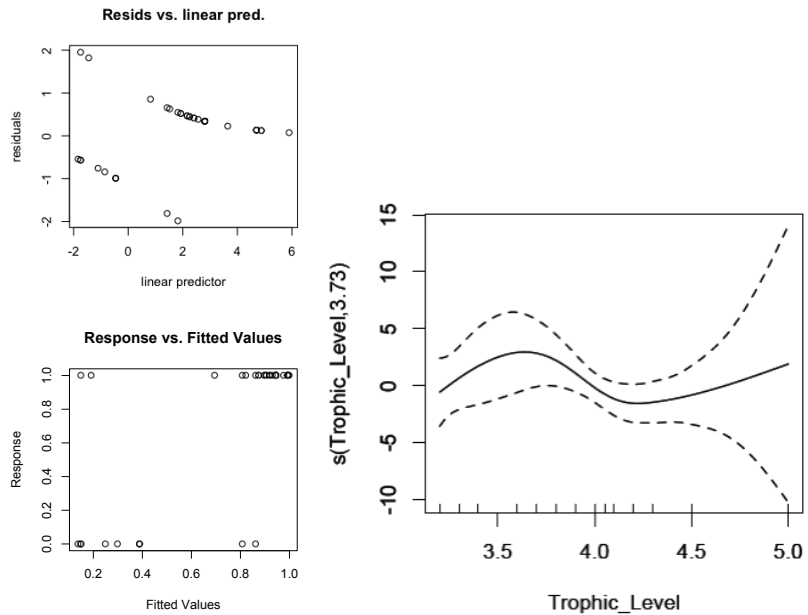 Resids vs. linear pred.
residuals
2
1
0
-1
-2
-2 0 2 4 6
linear predictor
Response vs. Fitted Values
Response
1.0
0.8
0.6
0.4
0.2
0.0
0.2 0.4 0.6 0.8 1.0
Fitted Values
s(Trophic_Level,3.73)
15
10
5
0
-5
-10
3.5 4.0 4.5 5.0
Trophic_Level